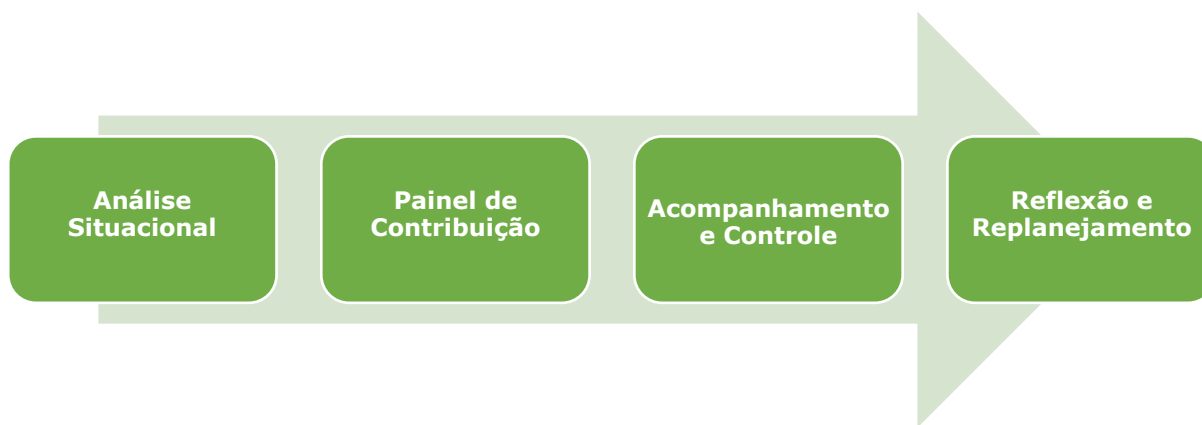 Análise
Situacional
Painel de
Contribuição
Acompanhamento
e Controle
Reflexão e
Replanejamento